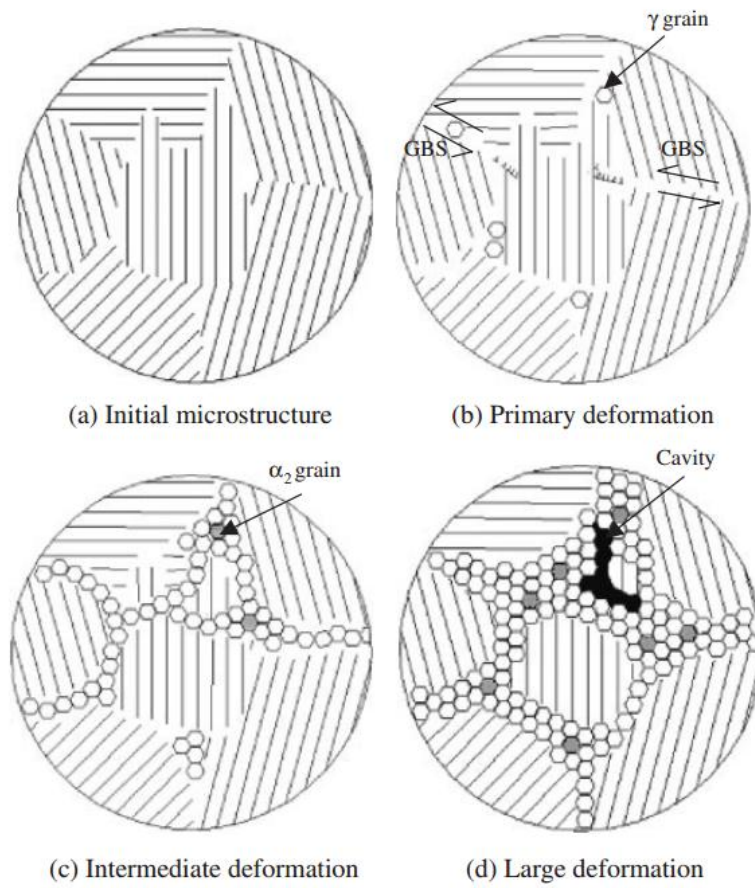 γ grain
GBS
GBS
(a) Initial microstructure
(b) Primary deformation
α₂ grain
Cavity
(c) Intermediate deformation
(d) Large deformation